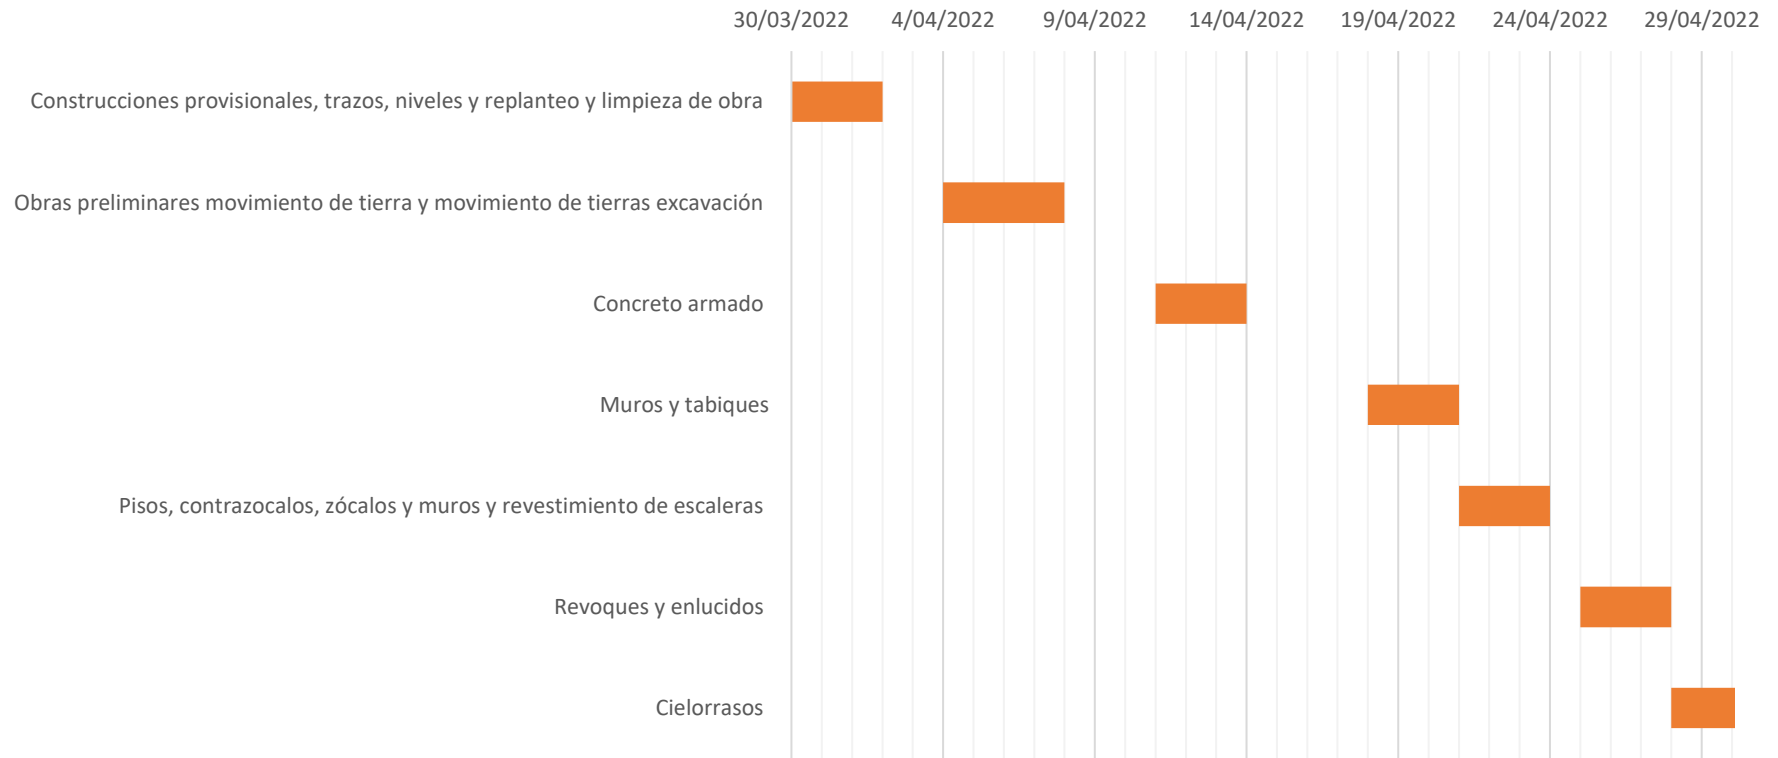 30/03/2022 4/04/2022 9/04/2022 14/04/2022 19/04/2022 24/04/2022 29/04/2022
Construcciones provisionales, trazos, niveles y replanteo y limpieza de obra
Obras preliminares movimiento de tierra y movimiento de tierras excavación
Concreto armado
Muros y tabiques
Pisos, contrazocalos, zócalos y muros y revestimiento de escaleras
Revoques y enlucidos
Cielorrasos